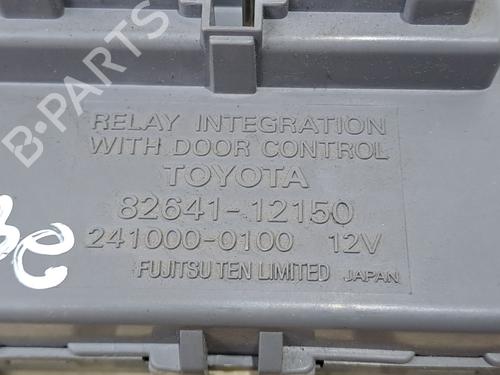 RELAY INTEGRATION
WITH DOOR CONTROL
TOYOTA
82641-12150
241000-0100 12V
FUJITSU TEN LIMITED JAPAN
B-PARTS